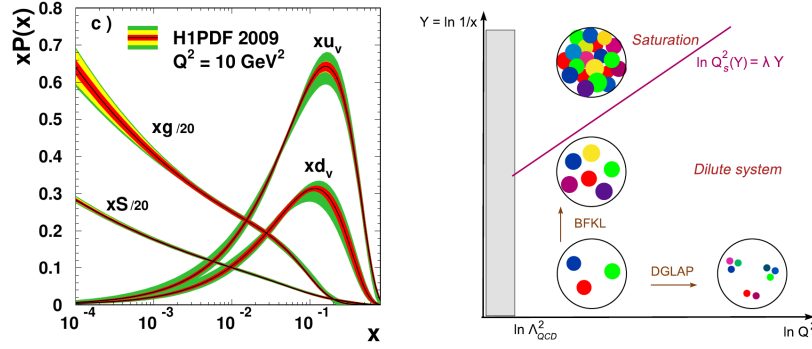 xP(x)
0.8
0.7
0.6
0.5
0.4
0.3
0.2
0.1
0
c)
H1PDF 2009
Q² = 10 GeV²
xu_v
xg /20
xd_v
xS /20
10⁻⁴
10⁻³
10⁻²
10⁻¹
x
Y = ln 1/x
Saturation
ln Q²_s(Y) = λ Y
Dilute system
BFKL
DGLAP
ln Λ²_QCD
ln Q²